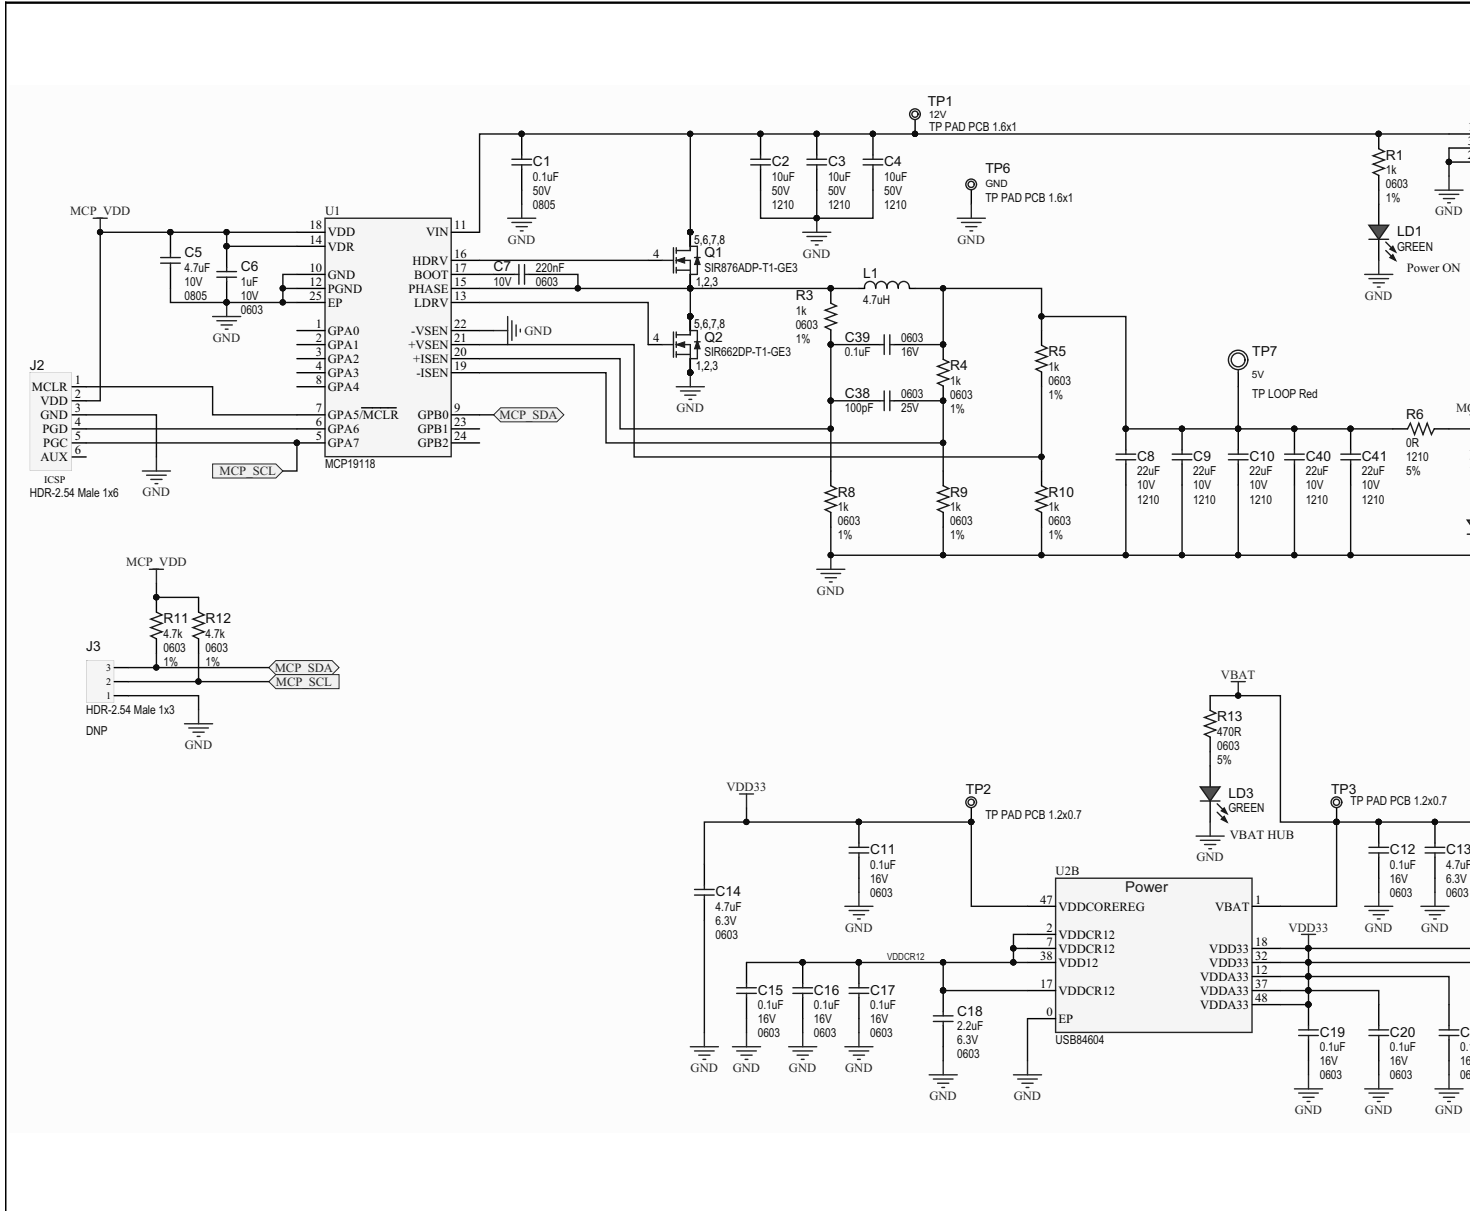 TP1
12V
TP PAD PCB 1.6x1
C1
0.1uF
50V
0805
GND
C2
10uF
50V
1210
C3
10uF
50V
1210
C4
10uF
50V
1210
GND
TP6
GND
TP PAD PCB 1.6x1
GND
R1
1k
0603
1%
LD1
GREEN
Power ON
GND
GND
MCP_VDD
C5
4.7uF
10V
0805
C6
1uF
10V
0603
GND
U1
18 VDD
14 VDR
10 GND
12 PGND
25 EP
1 GPA0
2 GPA1
3 GPA2
4 GPA3
8 GPA4
7 GPA5/MCLR
6 GPA6
5 GPA7
VIN 11
HDRV 16
BOOT 17
PHASE 15
LDRV 13
-VSEN 22
+VSEN 21
+ISEN 20
-ISEN 19
GPB0 9
GPB1 23
GPB2 24
MCP19118
GND
MCP_SDA
MCP_SCL
C7
10V
220nF
0603
4
5,6,7,8
Q1
SIR876ADP-T1-GE3
1,2,3
4
5,6,7,8
Q2
SIR662DP-T1-GE3
1,2,3
GND
L1
4.7uH
R3
1k
0603
1%
C39
0.1uF
0603
16V
C38
100pF
0603
25V
R4
1k
0603
1%
R5
1k
0603
1%
R8
1k
0603
1%
R9
1k
0603
1%
R10
1k
0603
1%
GND
TP7
5V
TP LOOP Red
C8
22uF
10V
1210
C9
22uF
10V
1210
C10
22uF
10V
1210
C40
22uF
10V
1210
C41
22uF
10V
1210
R6
0R
1210
5%
J2
MCLR 1
VDD 2
GND 3
PGD 4
PGC 5
AUX 6
ICSP
HDR-2.54 Male 1x6
GND
MCP_VDD
R11
4.7k
0603
1%
R12
4.7k
0603
1%
J3
3
2
1
MCP_SDA
MCP_SCL
HDR-2.54 Male 1x3
DNP
GND
VBAT
R13
470R
0603
5%
LD3
GREEN
VBAT HUB
GND
VDD33
TP2
TP PAD PCB 1.2x0.7
TP3
TP PAD PCB 1.2x0.7
C11
0.1uF
16V
0603
GND
C14
4.7uF
6.3V
0603
GND
C12
0.1uF
16V
0603
GND
C13
4.7uF
6.3V
0603
GND
U2B
Power
47 VDDCOREREG
2 VDDCR12
7 VDDCR12
38 VDD12
17 VDDCR12
0 EP
VBAT 1
VDD33 18
VDD33 32
VDDA33 12
VDDA33 37
VDDA33 48
USB84604
VDD33
VDDCR12
C15
0.1uF
16V
0603
GND
C16
0.1uF
16V
0603
GND
C17
0.1uF
16V
0603
GND
C18
2.2uF
6.3V
0603
GND
GND
C19
0.1uF
16V
0603
GND
C20
0.1uF
16V
0603
GND
GND